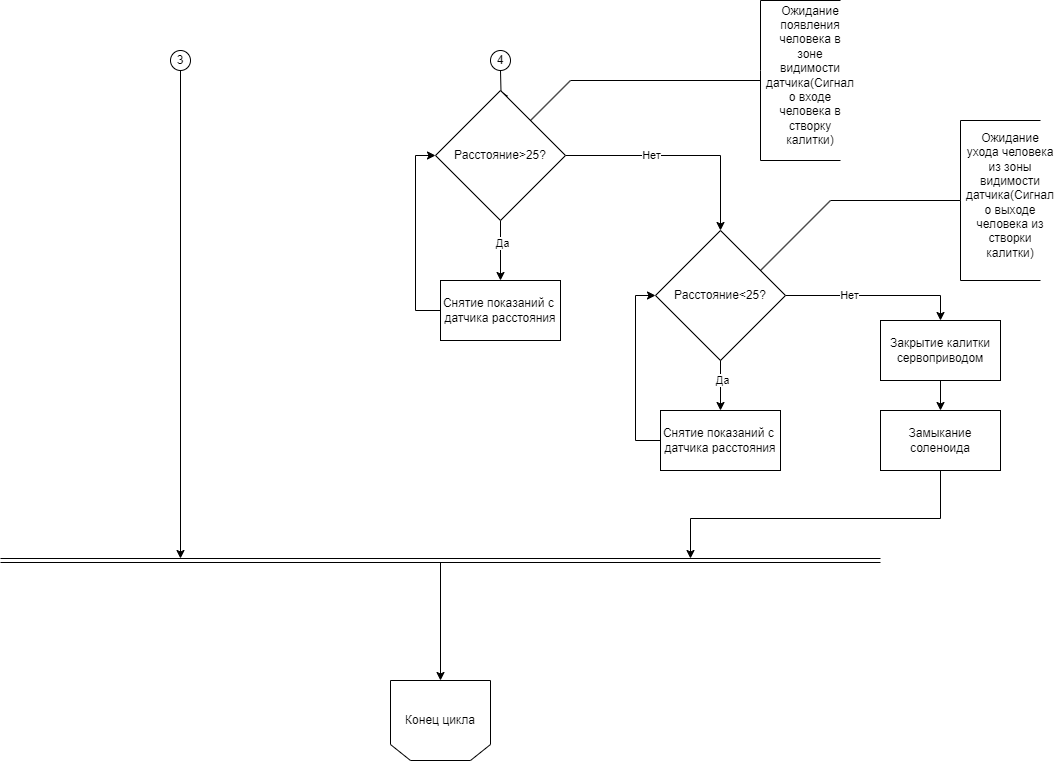 Ожидание
появления
человека в
зоне
видимости
датчика(Сигнал
о входе
человека в
створку
калитки)
3
4
Расстояние>25?
Нет
Да
Снятие показаний с
датчика расстояния
Ожидание
ухода человека
из зоны
видимости
датчика(Сигнал
о выходе
человека из
створки
калитки)
Расстояние<25?
Нет
Да
Снятие показаний с
датчика расстояния
Закрытие калитки
сервоприводом
Замыкание
соленоида
Конец цикла